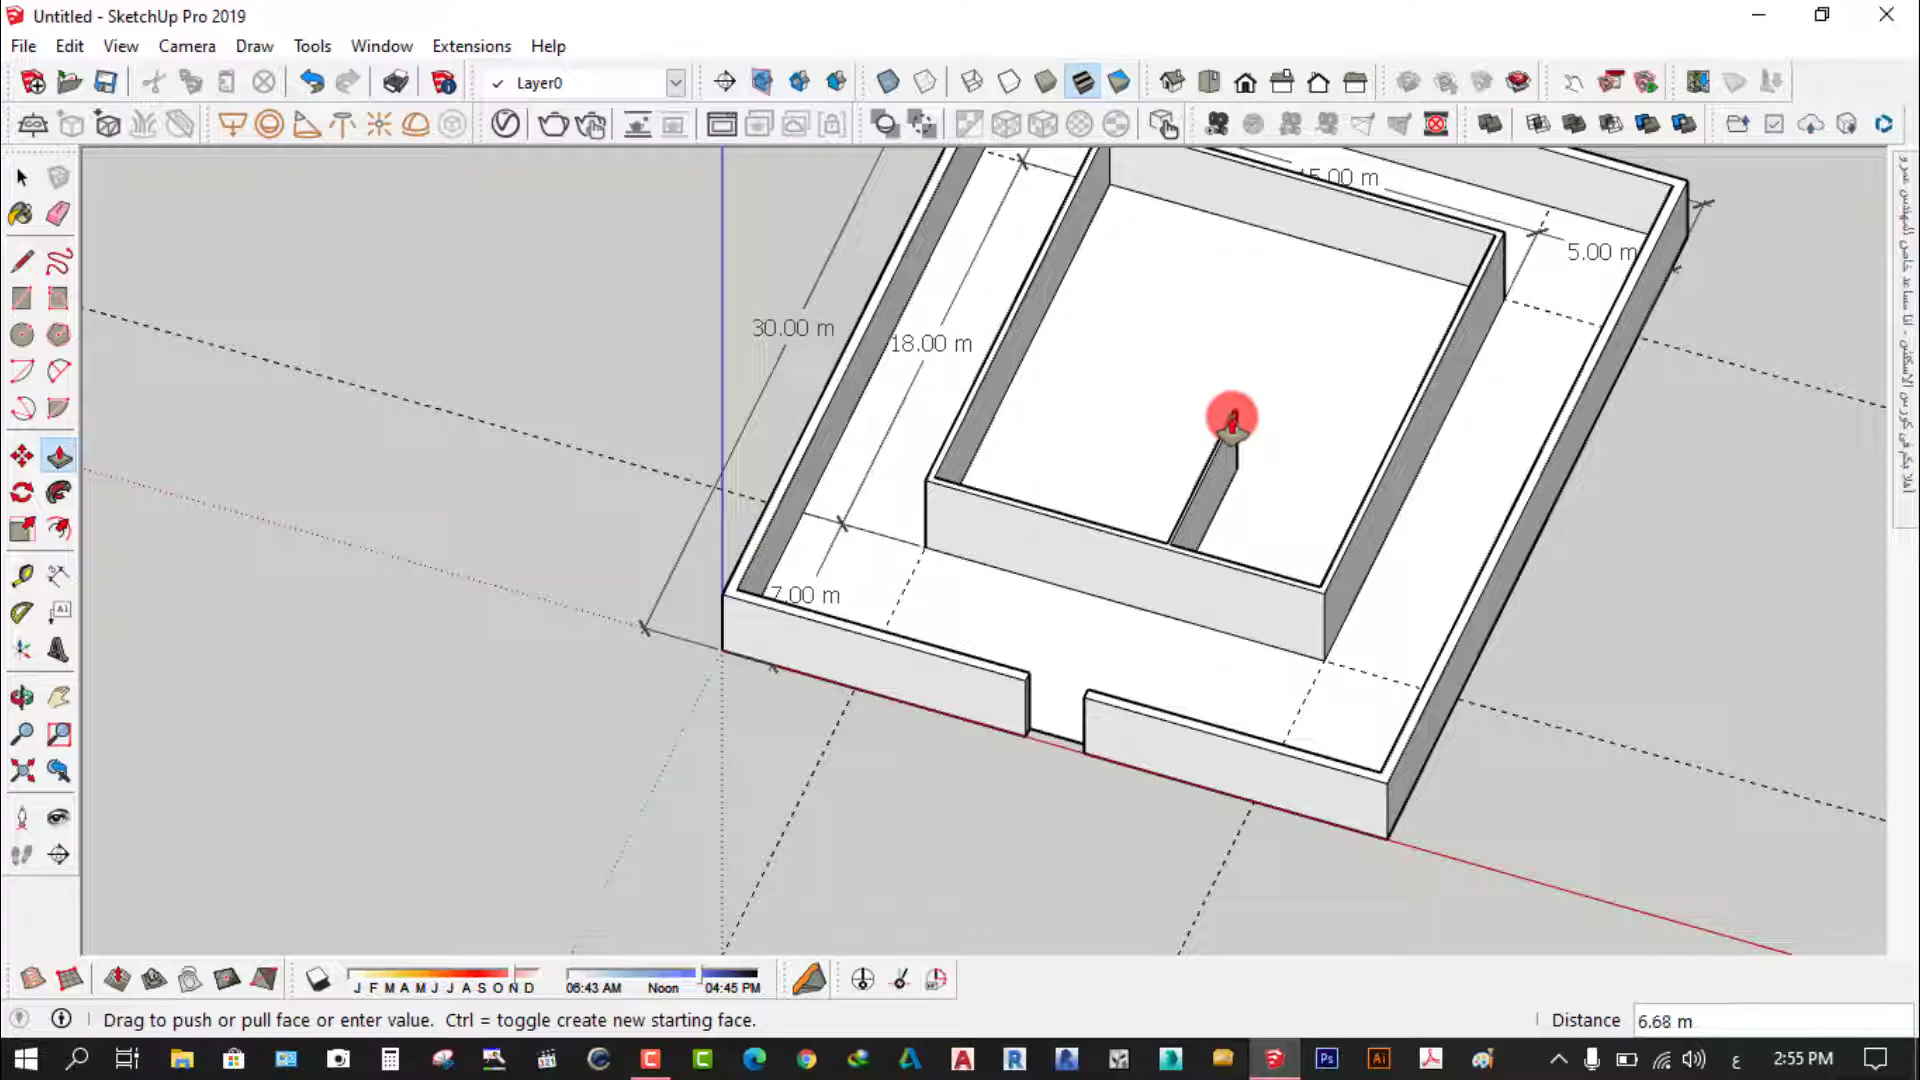 Untitled - SketchUp Pro 2019
File Edit View Camera Draw Tools Window Extensions Help
Layer0
15.00 m
5.00 m
30.00 m
18.00 m
7.00 m
J F M A M J J A S O N D
06:43 AM Noon 04:45 PM
Drag to push or pull face or enter value. Ctrl = toggle create new starting face.
Distance 6.68 m
2:55 PM